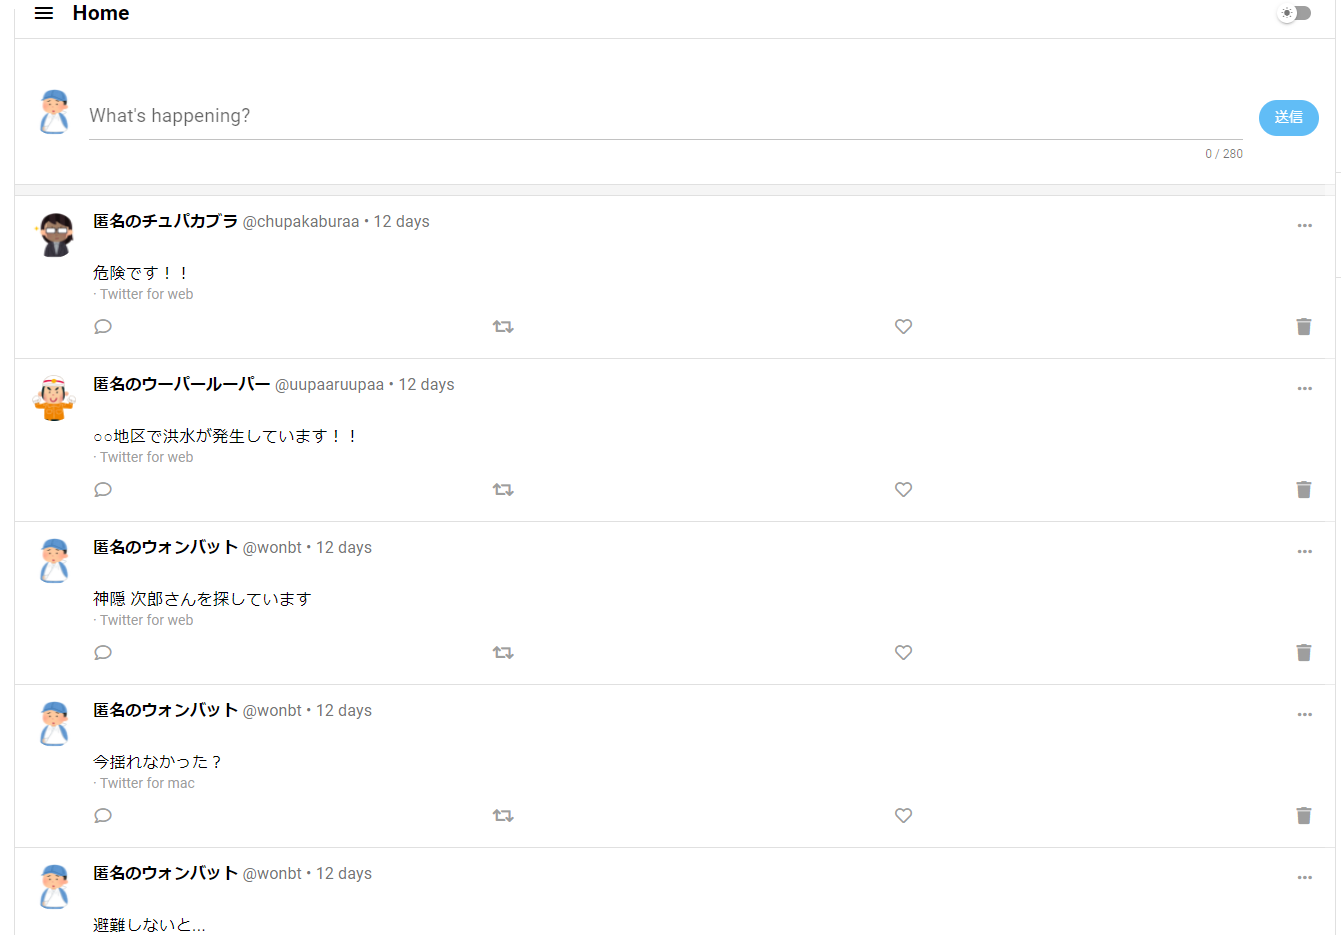 Home
What's happening?
送信
0 / 280
匿名のチュパカブラ @chupakaburaa • 12 days
危険です！！
· Twitter for web
匿名のウーパールーパー @uupaaruupaa • 12 days
○○地区で洪水が発生しています！！
· Twitter for web
匿名のウォンバット @wonbt • 12 days
神隠 次郎さんを探しています
· Twitter for web
匿名のウォンバット @wonbt • 12 days
今揺れなかった？
· Twitter for mac
匿名のウォンバット @wonbt • 12 days
避難しないと...